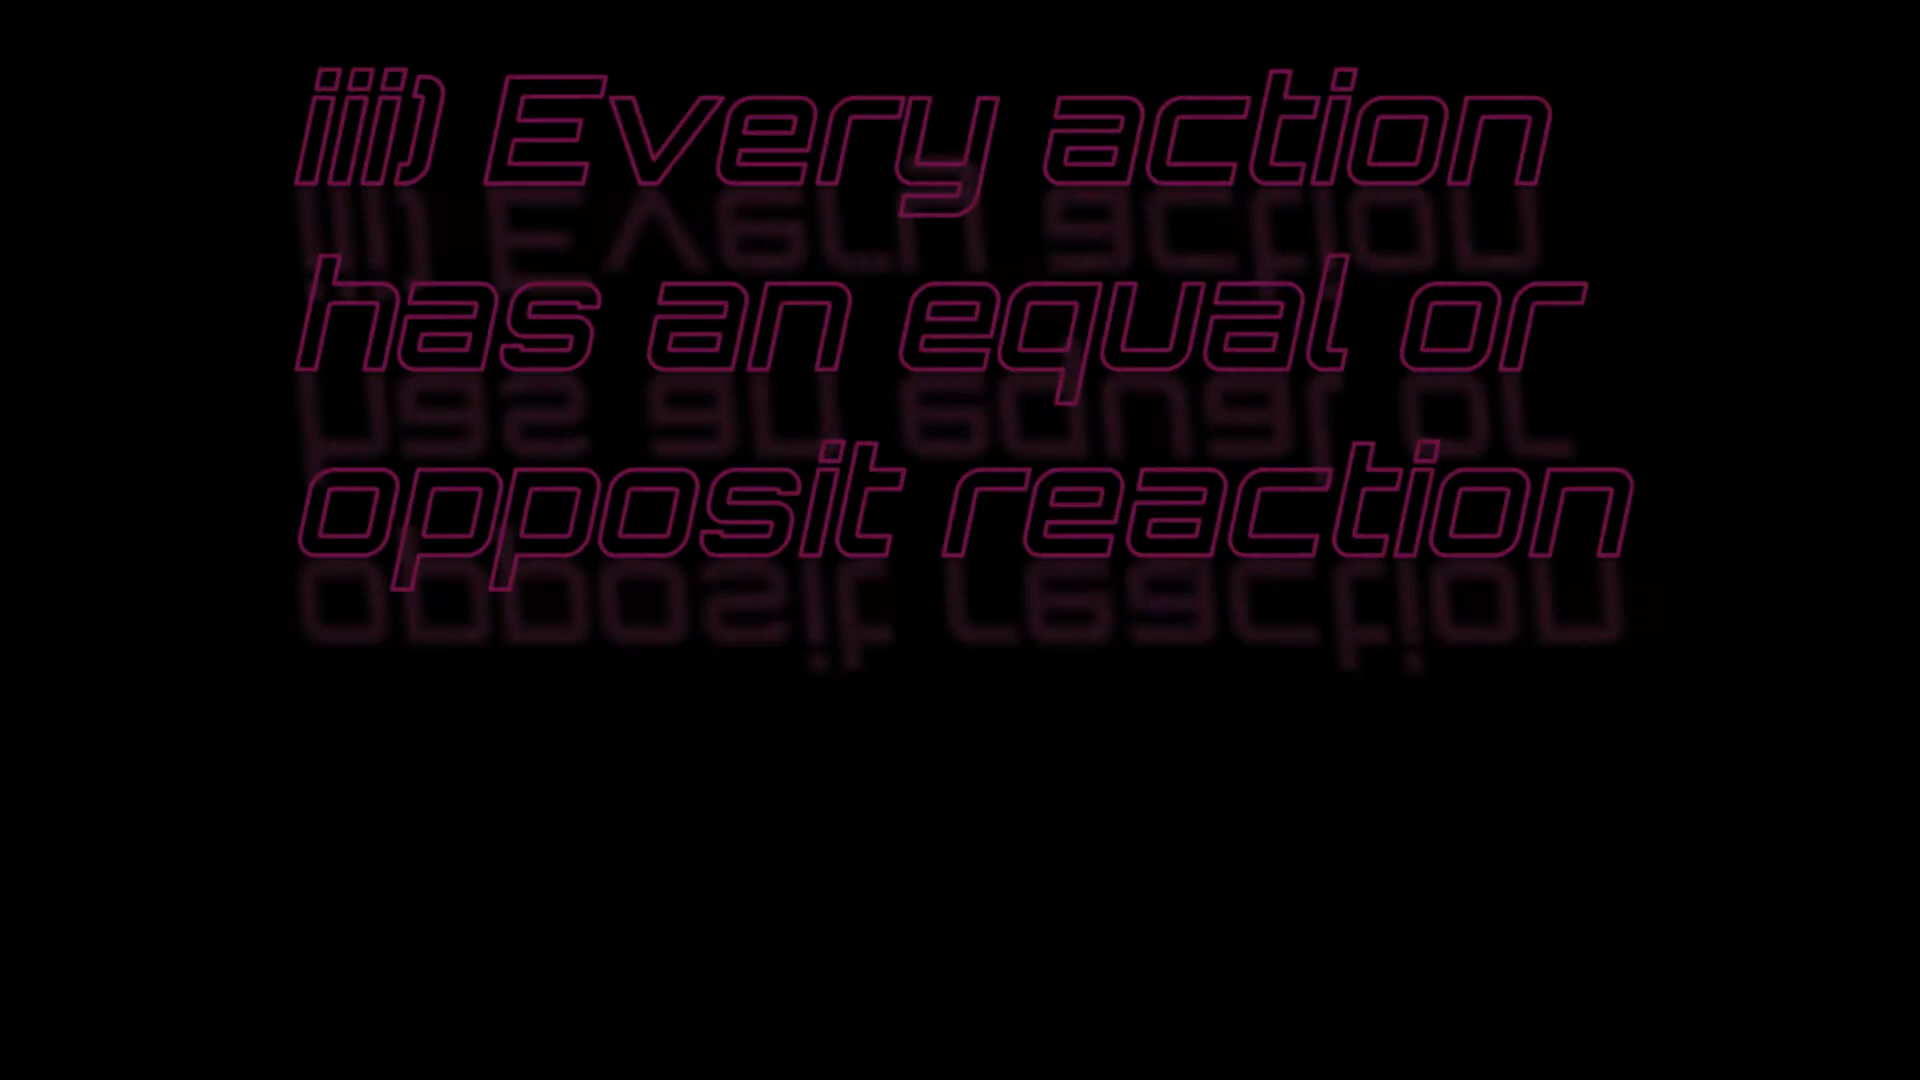 iii) Every action
has an equal or
opposit reaction